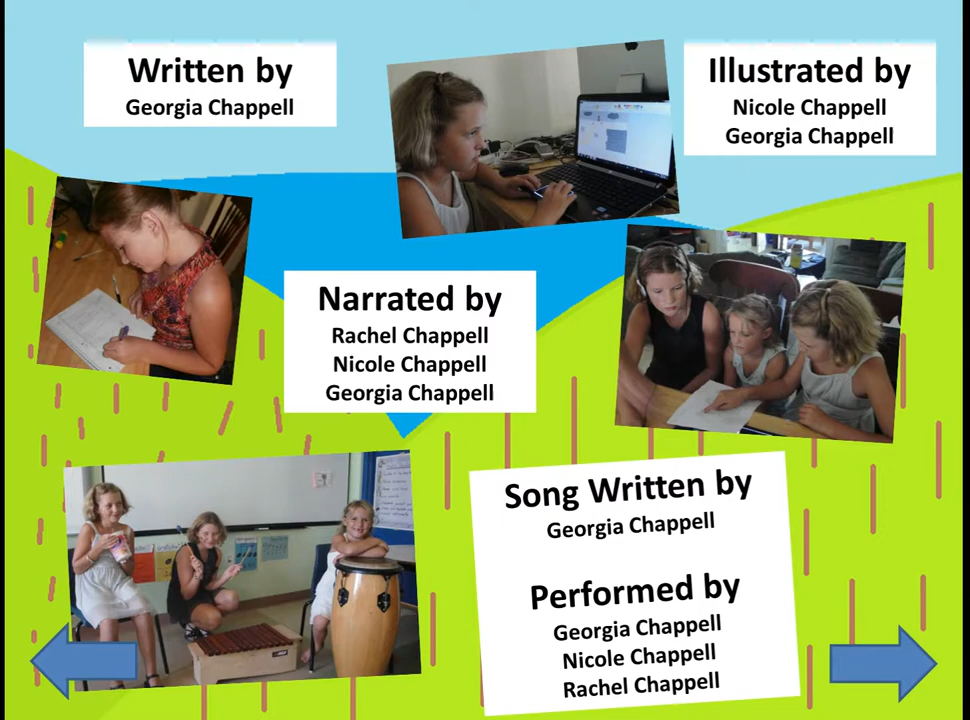 Written by
Georgia Chappell
Illustrated by
Nicole Chappell
Georgia Chappell
Narrated by
Rachel Chappell
Nicole Chappell
Georgia Chappell
Song Written by
Georgia Chappell
Performed by
Georgia Chappell
Nicole Chappell
Rachel Chappell